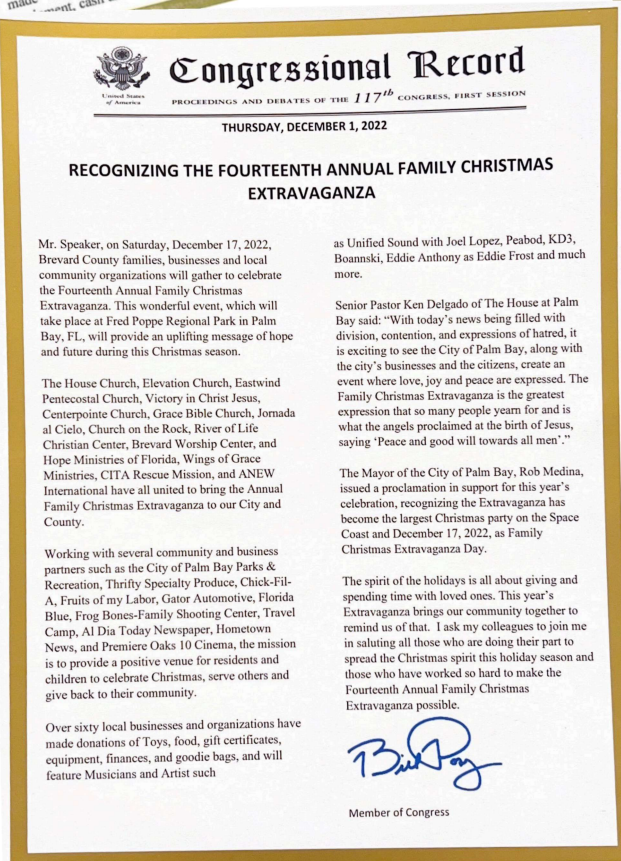 made
ment, cash
Congressional Record
United States
of America
PROCEEDINGS AND DEBATES OF THE 117th CONGRESS, FIRST SESSION
THURSDAY, DECEMBER 1, 2022
RECOGNIZING THE FOURTEENTH ANNUAL FAMILY CHRISTMAS
EXTRAVAGANZA
Mr. Speaker, on Saturday, December 17, 2022,
Brevard County families, businesses and local
community organizations will gather to celebrate
the Fourteenth Annual Family Christmas
Extravaganza. This wonderful event, which will
take place at Fred Poppe Regional Park in Palm
Bay, FL, will provide an uplifting message of hope
and future during this Christmas season.
The House Church, Elevation Church, Eastwind
Pentecostal Church, Victory in Christ Jesus,
Centerpointe Church, Grace Bible Church, Jornada
al Cielo, Church on the Rock, River of Life
Christian Center, Brevard Worship Center, and
Hope Ministries of Florida, Wings of Grace
Ministries, CITA Rescue Mission, and ANEW
International have all united to bring the Annual
Family Christmas Extravaganza to our City and
County.
Working with several community and business
partners such as the City of Palm Bay Parks &
Recreation, Thrifty Specialty Produce, Chick-Fil-
A, Fruits of my Labor, Gator Automotive, Florida
Blue, Frog Bones-Family Shooting Center, Travel
Camp, Al Dia Today Newspaper, Hometown
News, and Premiere Oaks 10 Cinema, the mission
is to provide a positive venue for residents and
children to celebrate Christmas, serve others and
give back to their community.
Over sixty local businesses and organizations have
made donations of Toys, food, gift certificates,
equipment, finances, and goodie bags, and will
feature Musicians and Artist such
as Unified Sound with Joel Lopez, Peabod, KD3,
Boannski, Eddie Anthony as Eddie Frost and much
more.
Senior Pastor Ken Delgado of The House at Palm
Bay said: “With today's news being filled with
division, contention, and expressions of hatred, it
is exciting to see the City of Palm Bay, along with
the city's businesses and the citizens, create an
event where love, joy and peace are expressed. The
Family Christmas Extravaganza is the greatest
expression that so many people yearn for and is
what the angels proclaimed at the birth of Jesus,
saying ‘Peace and good will towards all men’.”
The Mayor of the City of Palm Bay, Rob Medina,
issued a proclamation in support for this year's
celebration, recognizing the Extravaganza has
become the largest Christmas party on the Space
Coast and December 17, 2022, as Family
Christmas Extravaganza Day.
The spirit of the holidays is all about giving and
spending time with loved ones. This year's
Extravaganza brings our community together to
remind us of that. I ask my colleagues to join me
in saluting all those who are doing their part to
spread the Christmas spirit this holiday season and
those who have worked so hard to make the
Fourteenth Annual Family Christmas
Extravaganza possible.
Member of Congress